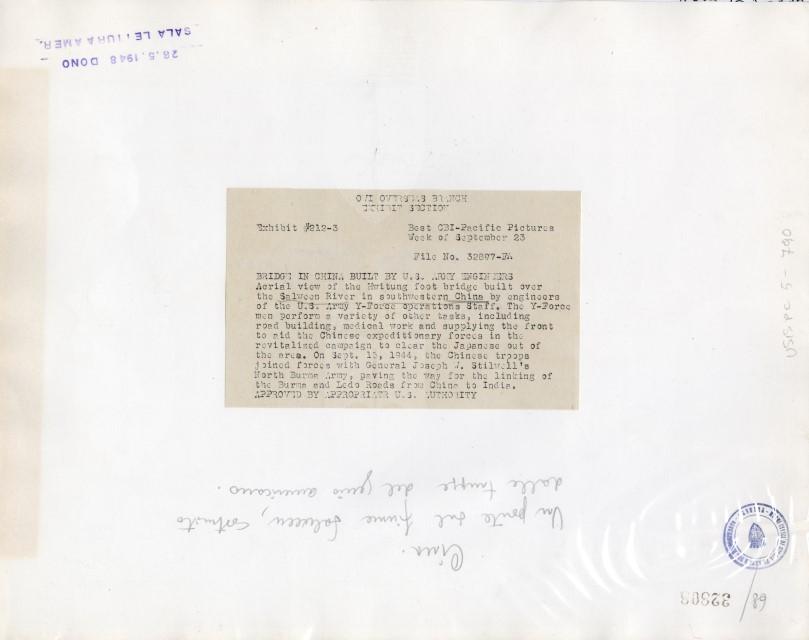 OWI OVERSEAS BRANCH
EXHIBIT SECTION
Exhibit #212-3
Best CBI-Pacific Pictures
Week of September 23
File No. 32897-FA
BRIDGE IN CHINA BUILT BY U.S. ARMY ENGINEERS
Aerial view of the Hwitung foot bridge built over
the Salween River in southwestern China by engineers
of the U.S. Army Y-Force operations Staff. The Y-Force
men perform a variety of other tasks, including
road building, medical work and supplying the front
to aid the Chinese expeditionary forces in the
revitalized campaign to clear the Japanese out of
the area. On Sept. 15, 1944, the Chinese troops
joined forces with General Joseph W. Stilwell's
North Burma Army, paving the way for the linking of
the Burma and Ledo Roads from China to India.
APPROVED BY APPROPRIATE U.S. AUTHORITY
SALA LETTURA AMER.
28.5.1948 DONO
Cina.
Un ponte sul fiume Salween, costruito
dalle truppe del genio americano.
USIS PC 5 - 790
68